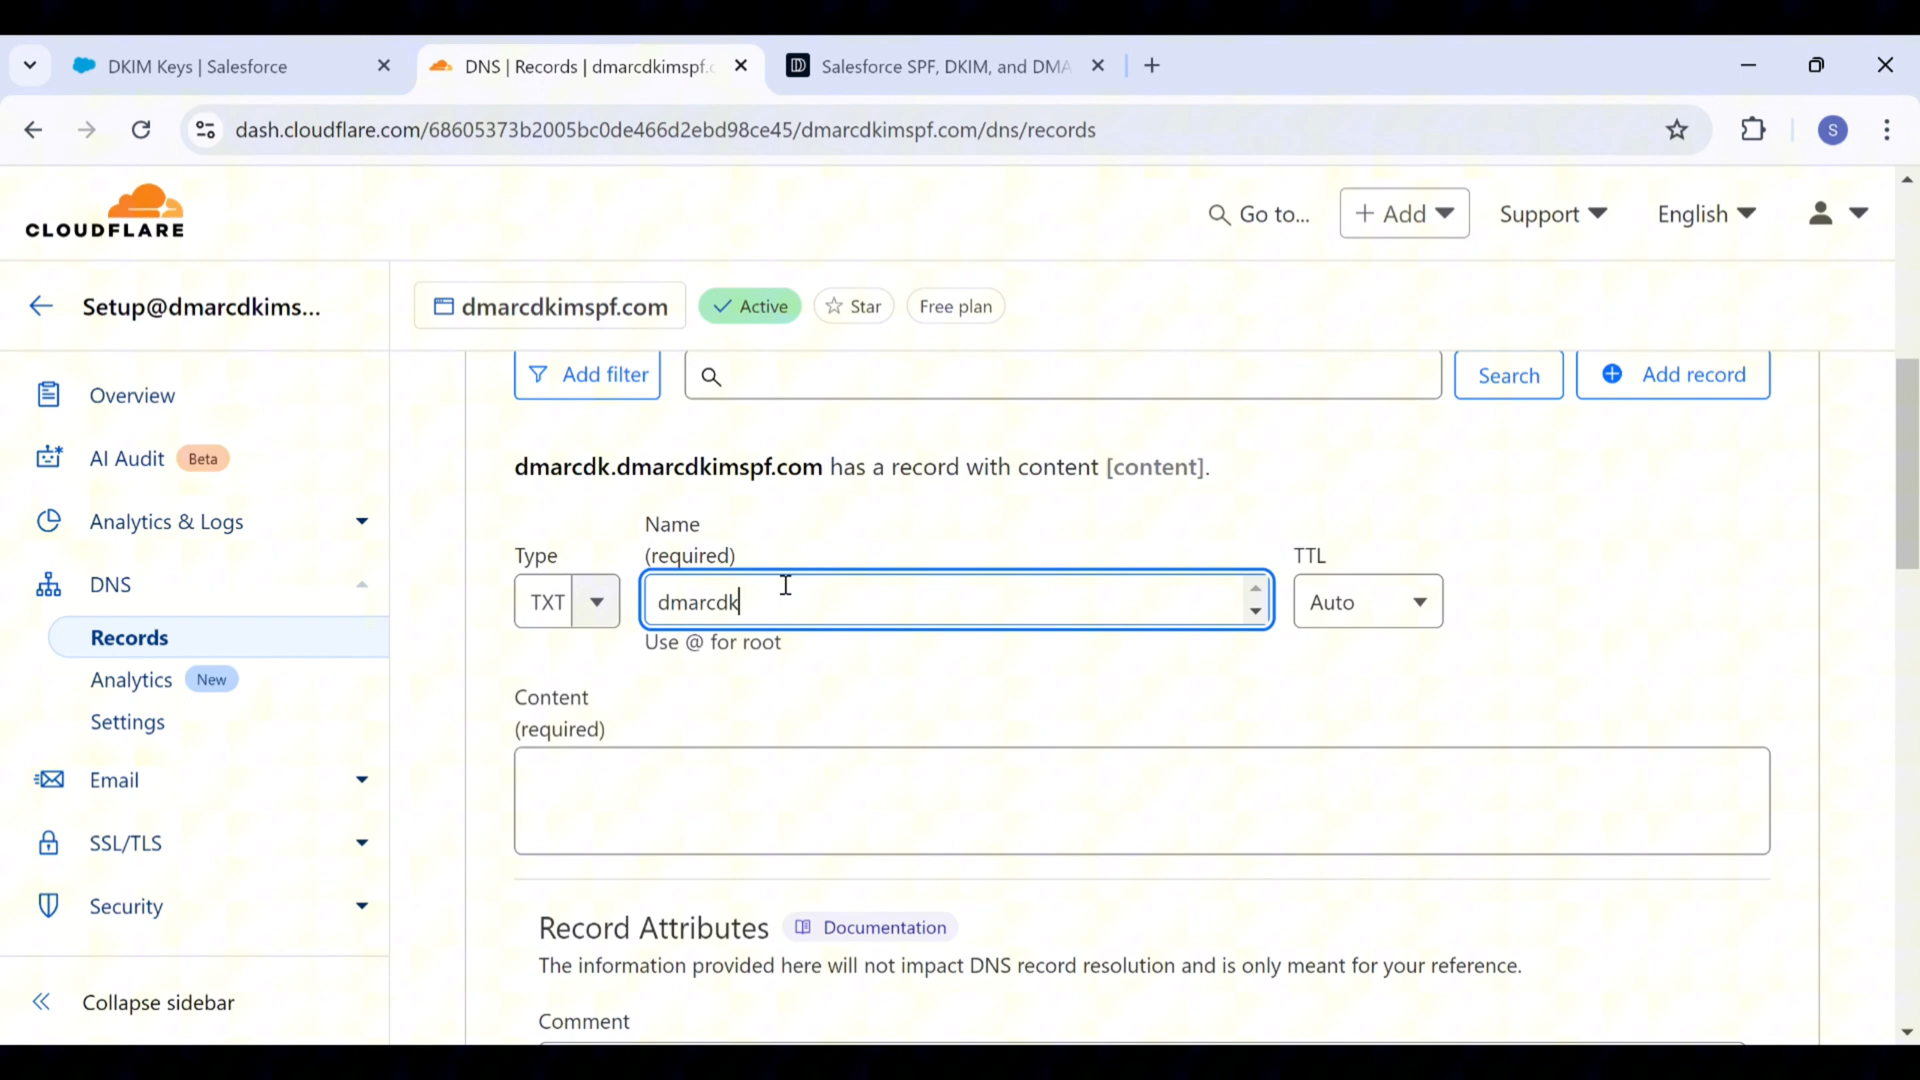 DKIM Keys | Salesforce
DNS | Records | dmarcdkimspf.c
Salesforce SPF, DKIM, and DMA
dash.cloudflare.com/68605373b2005bc0de466d2ebd98ce45/dmarcdkimspf.com/dns/records
S
CLOUDFLARE
Go to...
+ Add
Support
English
Setup@dmarcdkims...
dmarcdkimspf.com
Active
Star
Free plan
Overview
AI Audit Beta
Analytics & Logs
DNS
Records
Analytics New
Settings
Email
SSL/TLS
Security
Collapse sidebar
Add filter
Search
Add record
dmarcdk.dmarcdkimspf.com has a record with content [content].
Type
Name
(required)
TTL
TXT
dmarcdk
Auto
Use @ for root
Content
(required)
Record Attributes
Documentation
The information provided here will not impact DNS record resolution and is only meant for your reference.
Comment